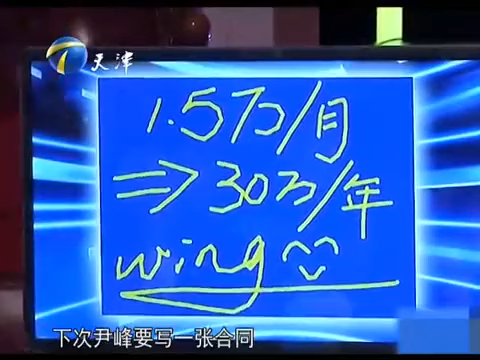 天津
1.5万/月
=>30万/年
wing
下次尹峰要写一张合同